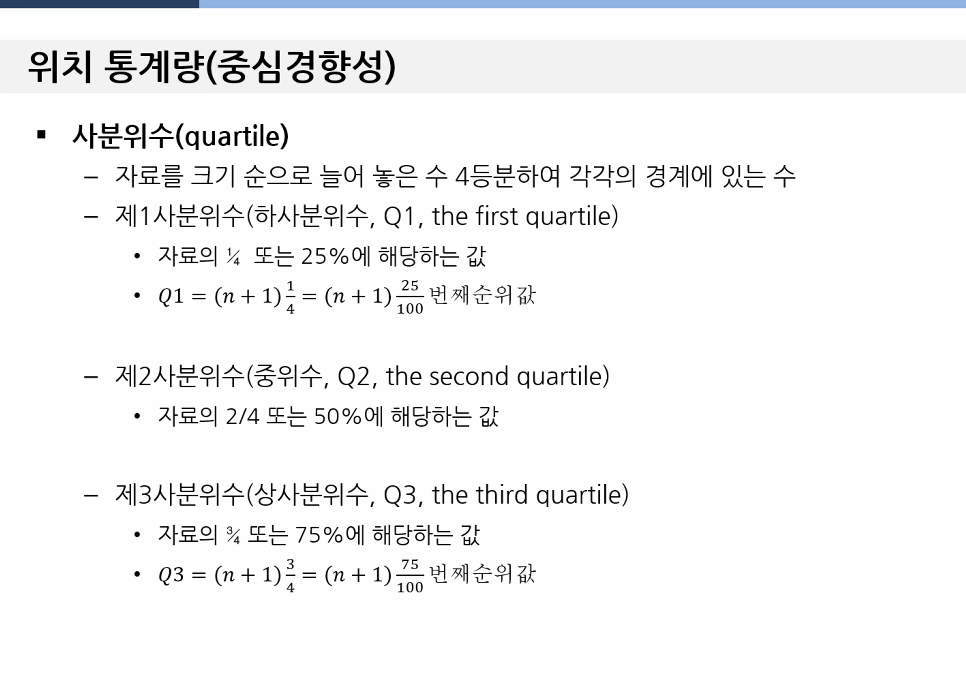 위치 통계량(중심경향성)
▪ 사분위수(quartile)
– 자료를 크기 순으로 늘어 놓은 수 4등분하여 각각의 경계에 있는 수
– 제1사분위수(하사분위수, Q1, the first quartile)
• 자료의 ¼ 또는 25%에 해당하는 값
• Q1 = (n + 1) 1/4 = (n + 1) 25/100 번째순위값
– 제2사분위수(중위수, Q2, the second quartile)
• 자료의 2/4 또는 50%에 해당하는 값
– 제3사분위수(상사분위수, Q3, the third quartile)
• 자료의 ¾ 또는 75%에 해당하는 값
• Q3 = (n + 1) 3/4 = (n + 1) 75/100 번째순위값